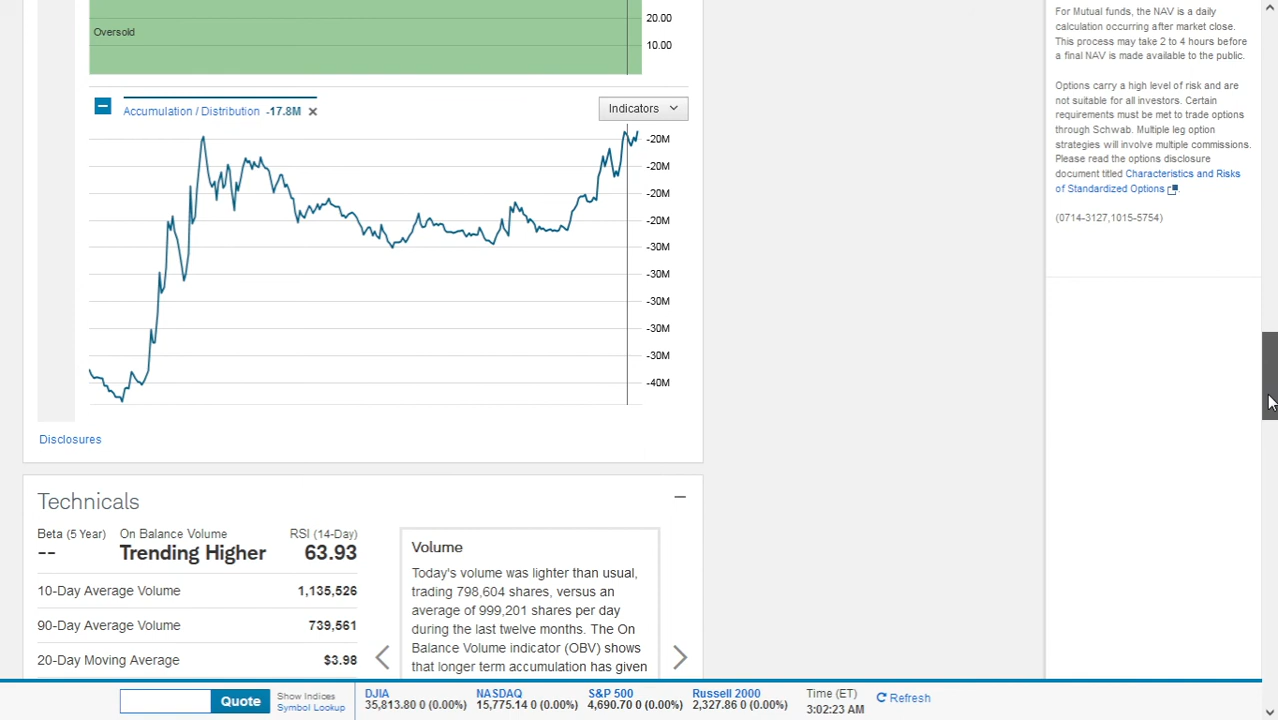 20.00
Oversold
10.00
Accumulation / Distribution -17.8M
Indicators
-20M
-20M
-20M
-20M
-30M
-30M
-30M
-30M
-30M
-40M
Disclosures
Technicals
Beta (5 Year) On Balance Volume RSI (14-Day)
-- Trending Higher 63.93
10-Day Average Volume 1,135,526
90-Day Average Volume 739,561
20-Day Moving Average $3.98
Volume
Today's volume was lighter than usual,
trading 798,604 shares, versus an
average of 999,201 shares per day
during the last twelve months. The On
Balance Volume indicator (OBV) shows
that longer term accumulation has given
For Mutual funds, the NAV is a daily
calculation occurring after market close.
This process may take 2 to 4 hours before
a final NAV is made available to the public.
Options carry a high level of risk and are
not suitable for all investors. Certain
requirements must be met to trade options
through Schwab. Multiple leg option
strategies will involve multiple commissions.
Please read the options disclosure
document titled Characteristics and Risks
of Standardized Options
(0714-3127,1015-5754)
Quote
Show Indices
Symbol Lookup
DJIA
35,813.80 0 (0.00%)
NASDAQ
15,775.14 0 (0.00%)
S&P 500
4,690.70 0 (0.00%)
Russell 2000
2,327.86 0 (0.00%)
Time (ET)
3:02:23 AM
Refresh